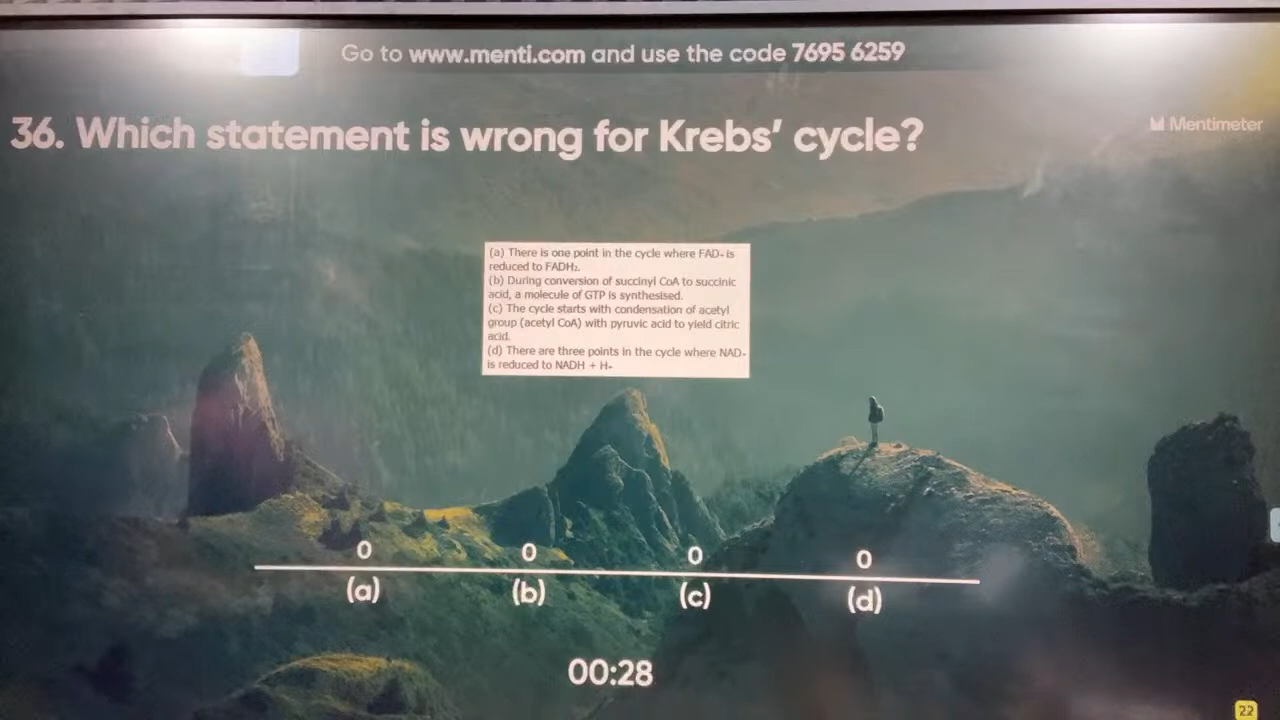 Go to www.menti.com and use the code 7695 6259
36. Which statement is wrong for Krebs' cycle?
Mentimeter
(a) There is one point in the cycle where FAD+ is
reduced to FADH₂.
(b) During conversion of succinyl CoA to succinic
acid, a molecule of GTP is synthesised.
(c) The cycle starts with condensation of acetyl
group (acetyl CoA) with pyruvic acid to yield citric
acid.
(d) There are three points in the cycle where NAD+
is reduced to NADH + H+
0 0 0 0
(a) (b) (c) (d)
00:28
22